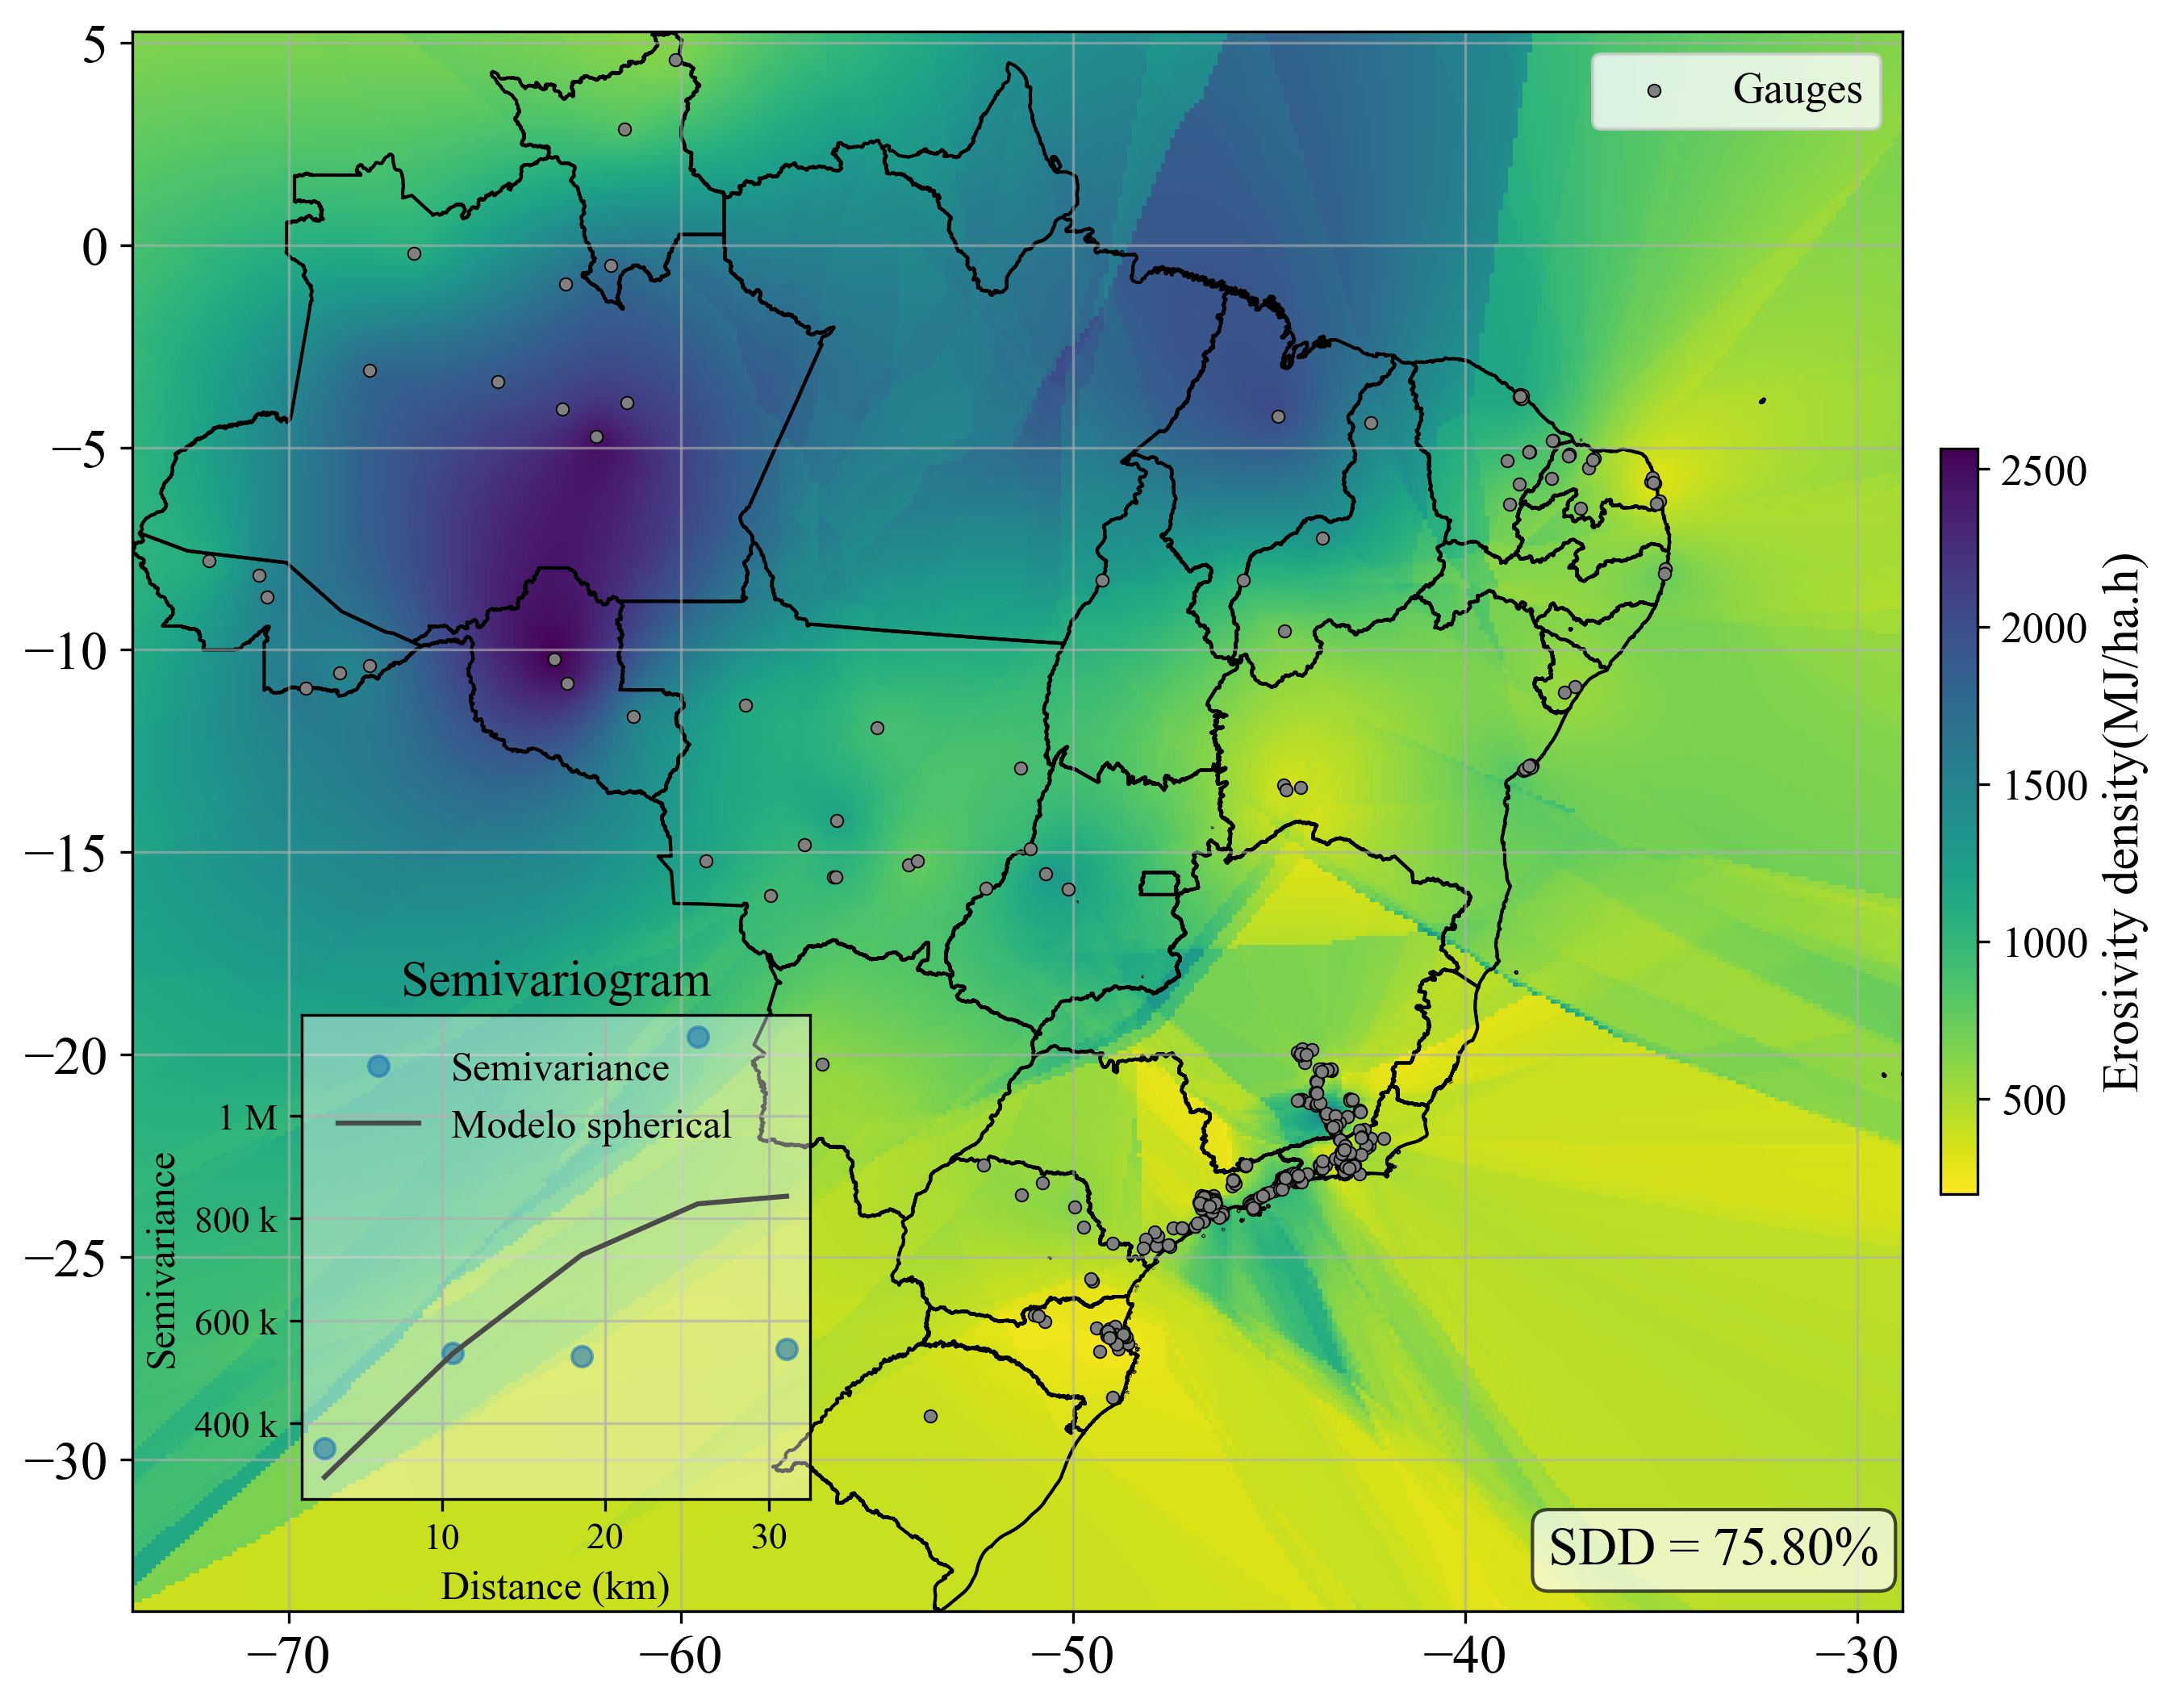 5
0
−5
−10
−15
−20
−25
−30
−70
−60
−50
−40
−30
Gauges
2500
2000
1500
1000
500
Erosivity density(MJ/ha.h)
Semivariogram
Semivariance
Modelo spherical
1 M
800 k
600 k
400 k
Semivariance
10
20
30
Distance (km)
SDD = 75.80%